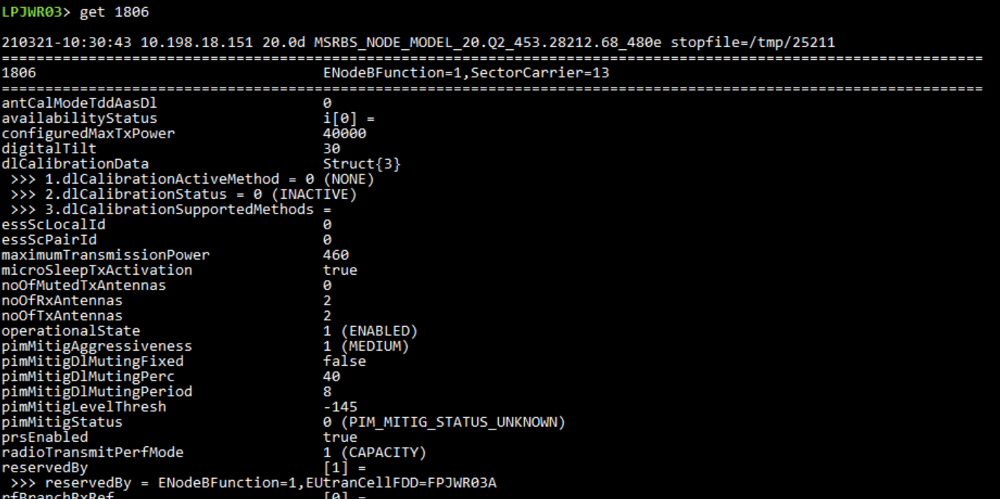 LPJWR03> get 1806
210321-10:30:43 10.198.18.151 20.0d MSRBS_NODE_MODEL_20.Q2_453.28212.68_480e stopfile=/tmp/25211
=================================================================================================================
1806 ENodeBFunction=1,SectorCarrier=13
=================================================================================================================
antCalModeTddAasDl 0
availabilityStatus i[0] =
configuredMaxTxPower 40000
digitalTilt 30
dlCalibrationData Struct{3}
>>> 1.dlCalibrationActiveMethod = 0 (NONE)
>>> 2.dlCalibrationStatus = 0 (INACTIVE)
>>> 3.dlCalibrationSupportedMethods =
essScLocalId 0
essScPairId 0
maximumTransmissionPower 460
microSleepTxActivation true
noOfMutedTxAntennas 0
noOfRxAntennas 2
noOfTxAntennas 2
operationalState 1 (ENABLED)
pimMitigAggressiveness 1 (MEDIUM)
pimMitigDlMutingFixed false
pimMitigDlMutingPerc 40
pimMitigDlMutingPeriod 8
pimMitigLevelThresh -145
pimMitigStatus 0 (PIM_MITIG_STATUS_UNKNOWN)
prsEnabled true
radioTransmitPerfMode 1 (CAPACITY)
reservedBy [1] =
>>> reservedBy = ENodeBFunction=1,EUtranCellFDD=FPJWR03A
rfBranchRxRef [0] =